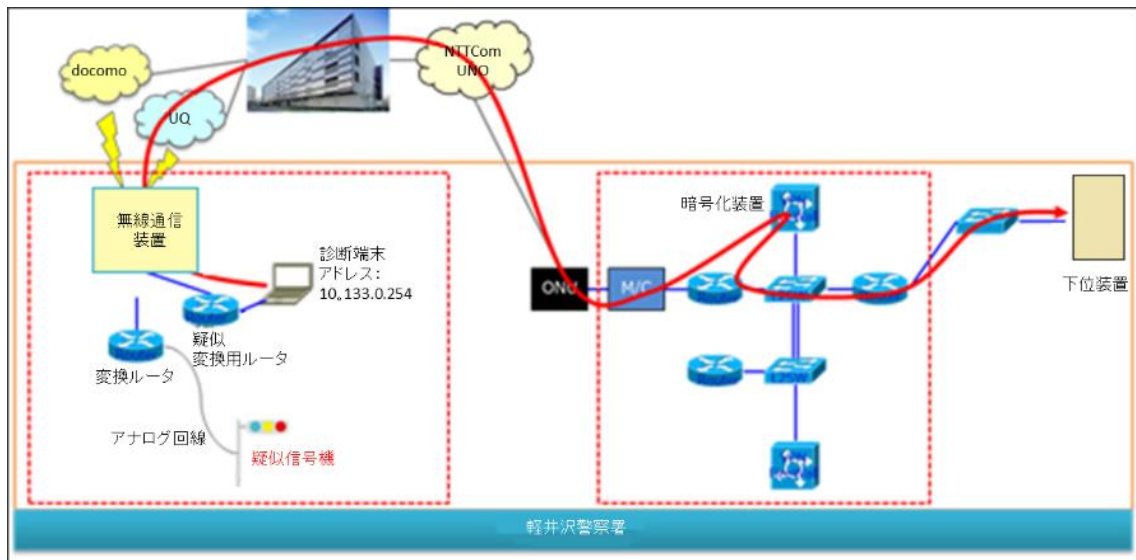 docomo
UQ
NTTCom
UNO
無線通信
装置
診断端末
アドレス：
10。133.0.254
疑似
変換用ルータ
変換ルータ
アナログ回線
疑似信号機
暗号化装置
ONU
M/C
Router
L2SW
下位装置
軽井沢警察署